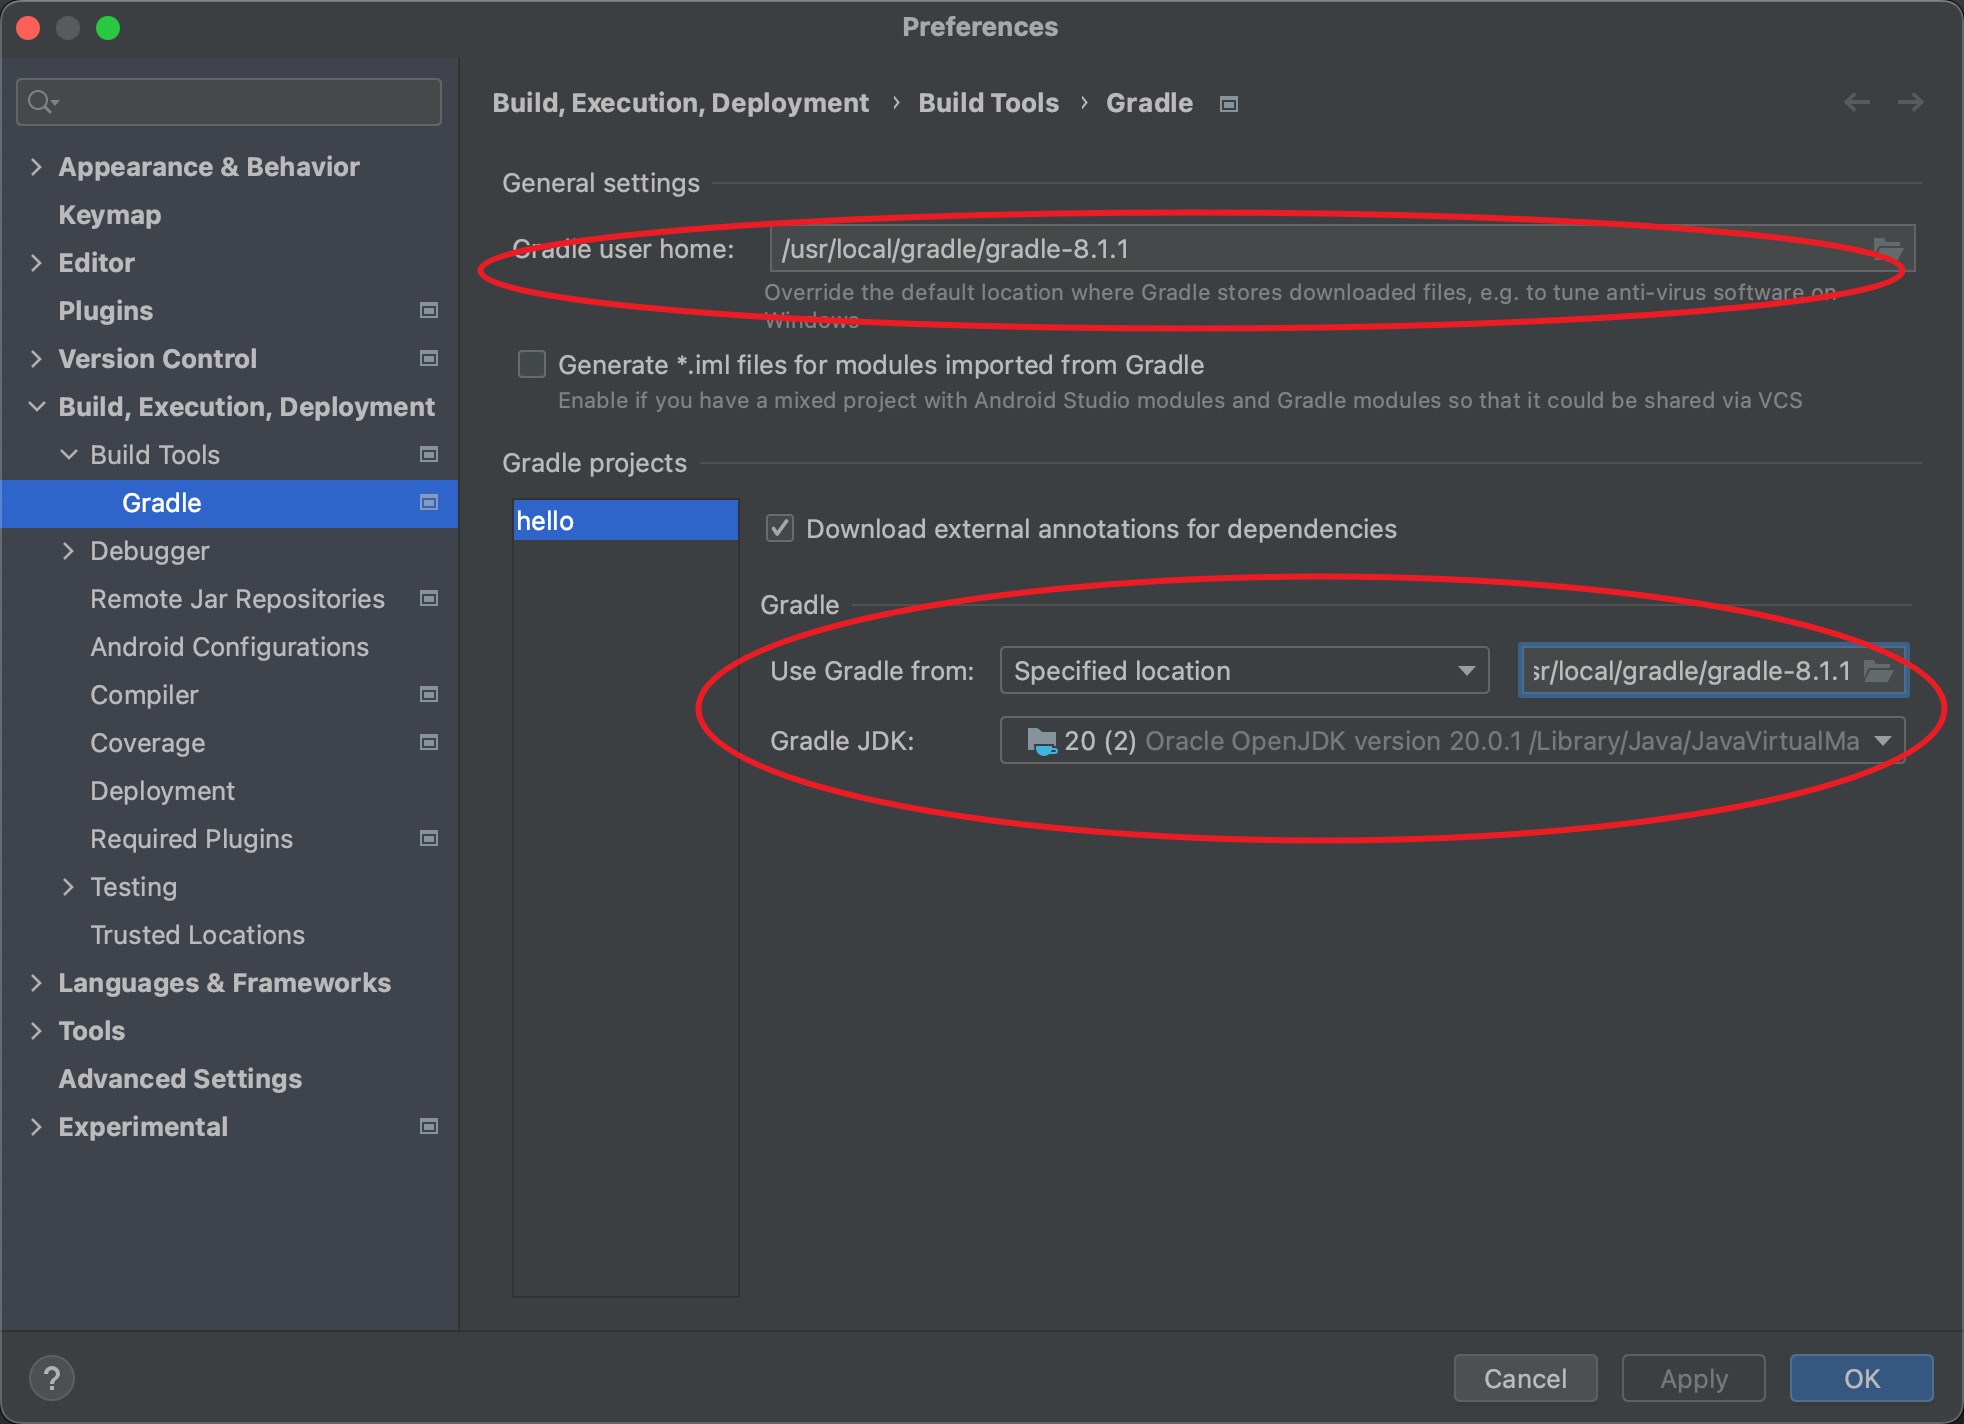 Preferences
Build, Execution, Deployment › Build Tools › Gradle
Appearance & Behavior
Keymap
Editor
Plugins
Version Control
Build, Execution, Deployment
Build Tools
Gradle
Debugger
Remote Jar Repositories
Android Configurations
Compiler
Coverage
Deployment
Required Plugins
Testing
Trusted Locations
Languages & Frameworks
Tools
Advanced Settings
Experimental
General settings
Gradle user home: /usr/local/gradle/gradle-8.1.1
Override the default location where Gradle stores downloaded files, e.g. to tune anti-virus software on
Windows
Generate *.iml files for modules imported from Gradle
Enable if you have a mixed project with Android Studio modules and Gradle modules so that it could be shared via VCS
Gradle projects
hello
Download external annotations for dependencies
Gradle
Use Gradle from: Specified location sr/local/gradle/gradle-8.1.1
Gradle JDK: 20 (2) Oracle OpenJDK version 20.0.1 /Library/Java/JavaVirtualMa
?
Cancel
Apply
OK